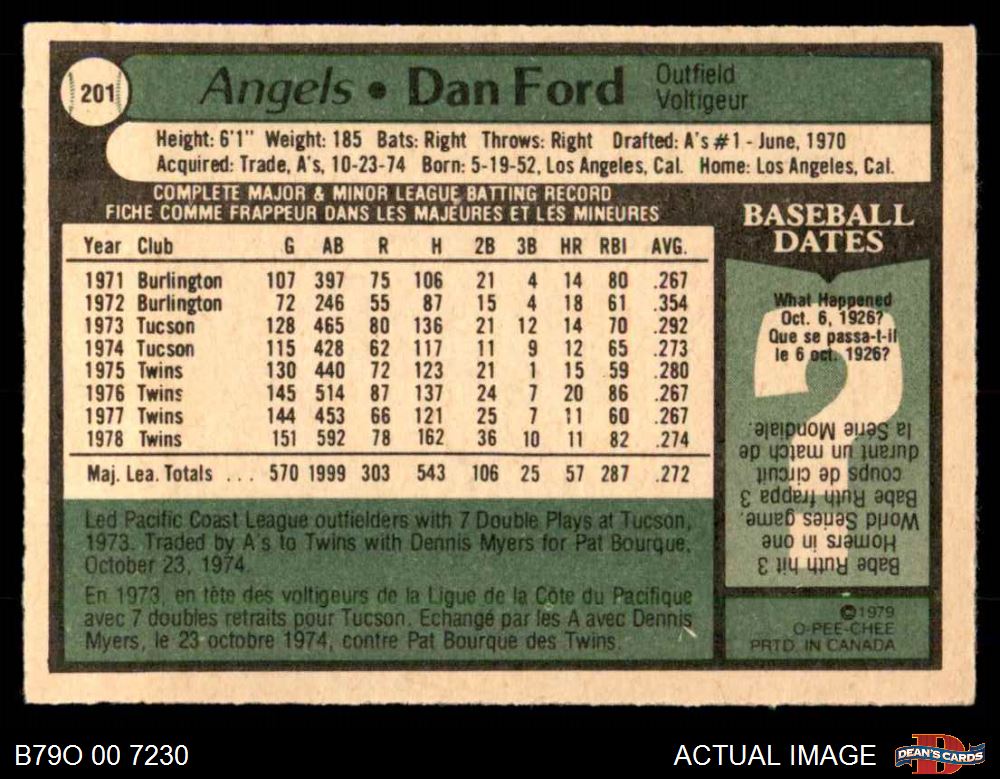 201
Angels • Dan Ford
Outfield
Voltigeur
Height: 6'1" Weight: 185 Bats: Right Throws: Right Drafted: A's #1 - June, 1970
Acquired: Trade, A's, 10-23-74 Born: 5-19-52, Los Angeles, Cal. Home: Los Angeles, Cal.
COMPLETE MAJOR & MINOR LEAGUE BATTING RECORD
FICHE COMME FRAPPEUR DANS LES MAJEURES ET LES MINEURES
Year Club G AB R H 2B 3B HR RBI AVG.
1971 Burlington 107 397 75 106 21 4 14 80 .267
1972 Burlington 72 246 55 87 15 4 18 61 .354
1973 Tucson 128 465 80 136 21 12 14 70 .292
1974 Tucson 115 428 62 117 11 9 12 65 .273
1975 Twins 130 440 72 123 21 1 15 59 .280
1976 Twins 145 514 87 137 24 7 20 86 .267
1977 Twins 144 453 66 121 25 7 11 60 .267
1978 Twins 151 592 78 162 36 10 11 82 .274
Maj. Lea. Totals . . . 570 1999 303 543 106 25 57 287 .272
Led Pacific Coast League outfielders with 7 Double Plays at Tucson,
1973. Traded by A's to Twins with Dennis Myers for Pat Bourque,
October 23, 1974.
En 1973, en tête des voltigeurs de la Ligue de la Côte du Pacifique
avec 7 doubles retraits pour Tucson. Echangé par les A avec Dennis
Myers, le 23 octobre 1974, contre Pat Bourque des Twins.
BASEBALL
DATES
What Happened
Oct. 6, 1926?
Que se passa-t-il
le 6 oct. 1926?
Babe Ruth hit 3
Homers in one
World Series game.
Babe Ruth frappa 3
coups de circuit
durant un match de
la Série Mondiale.
©1979
O-PEE-CHEE
PRTD. IN CANADA
B79O 00 7230
ACTUAL IMAGE
DEAN'S CARDS